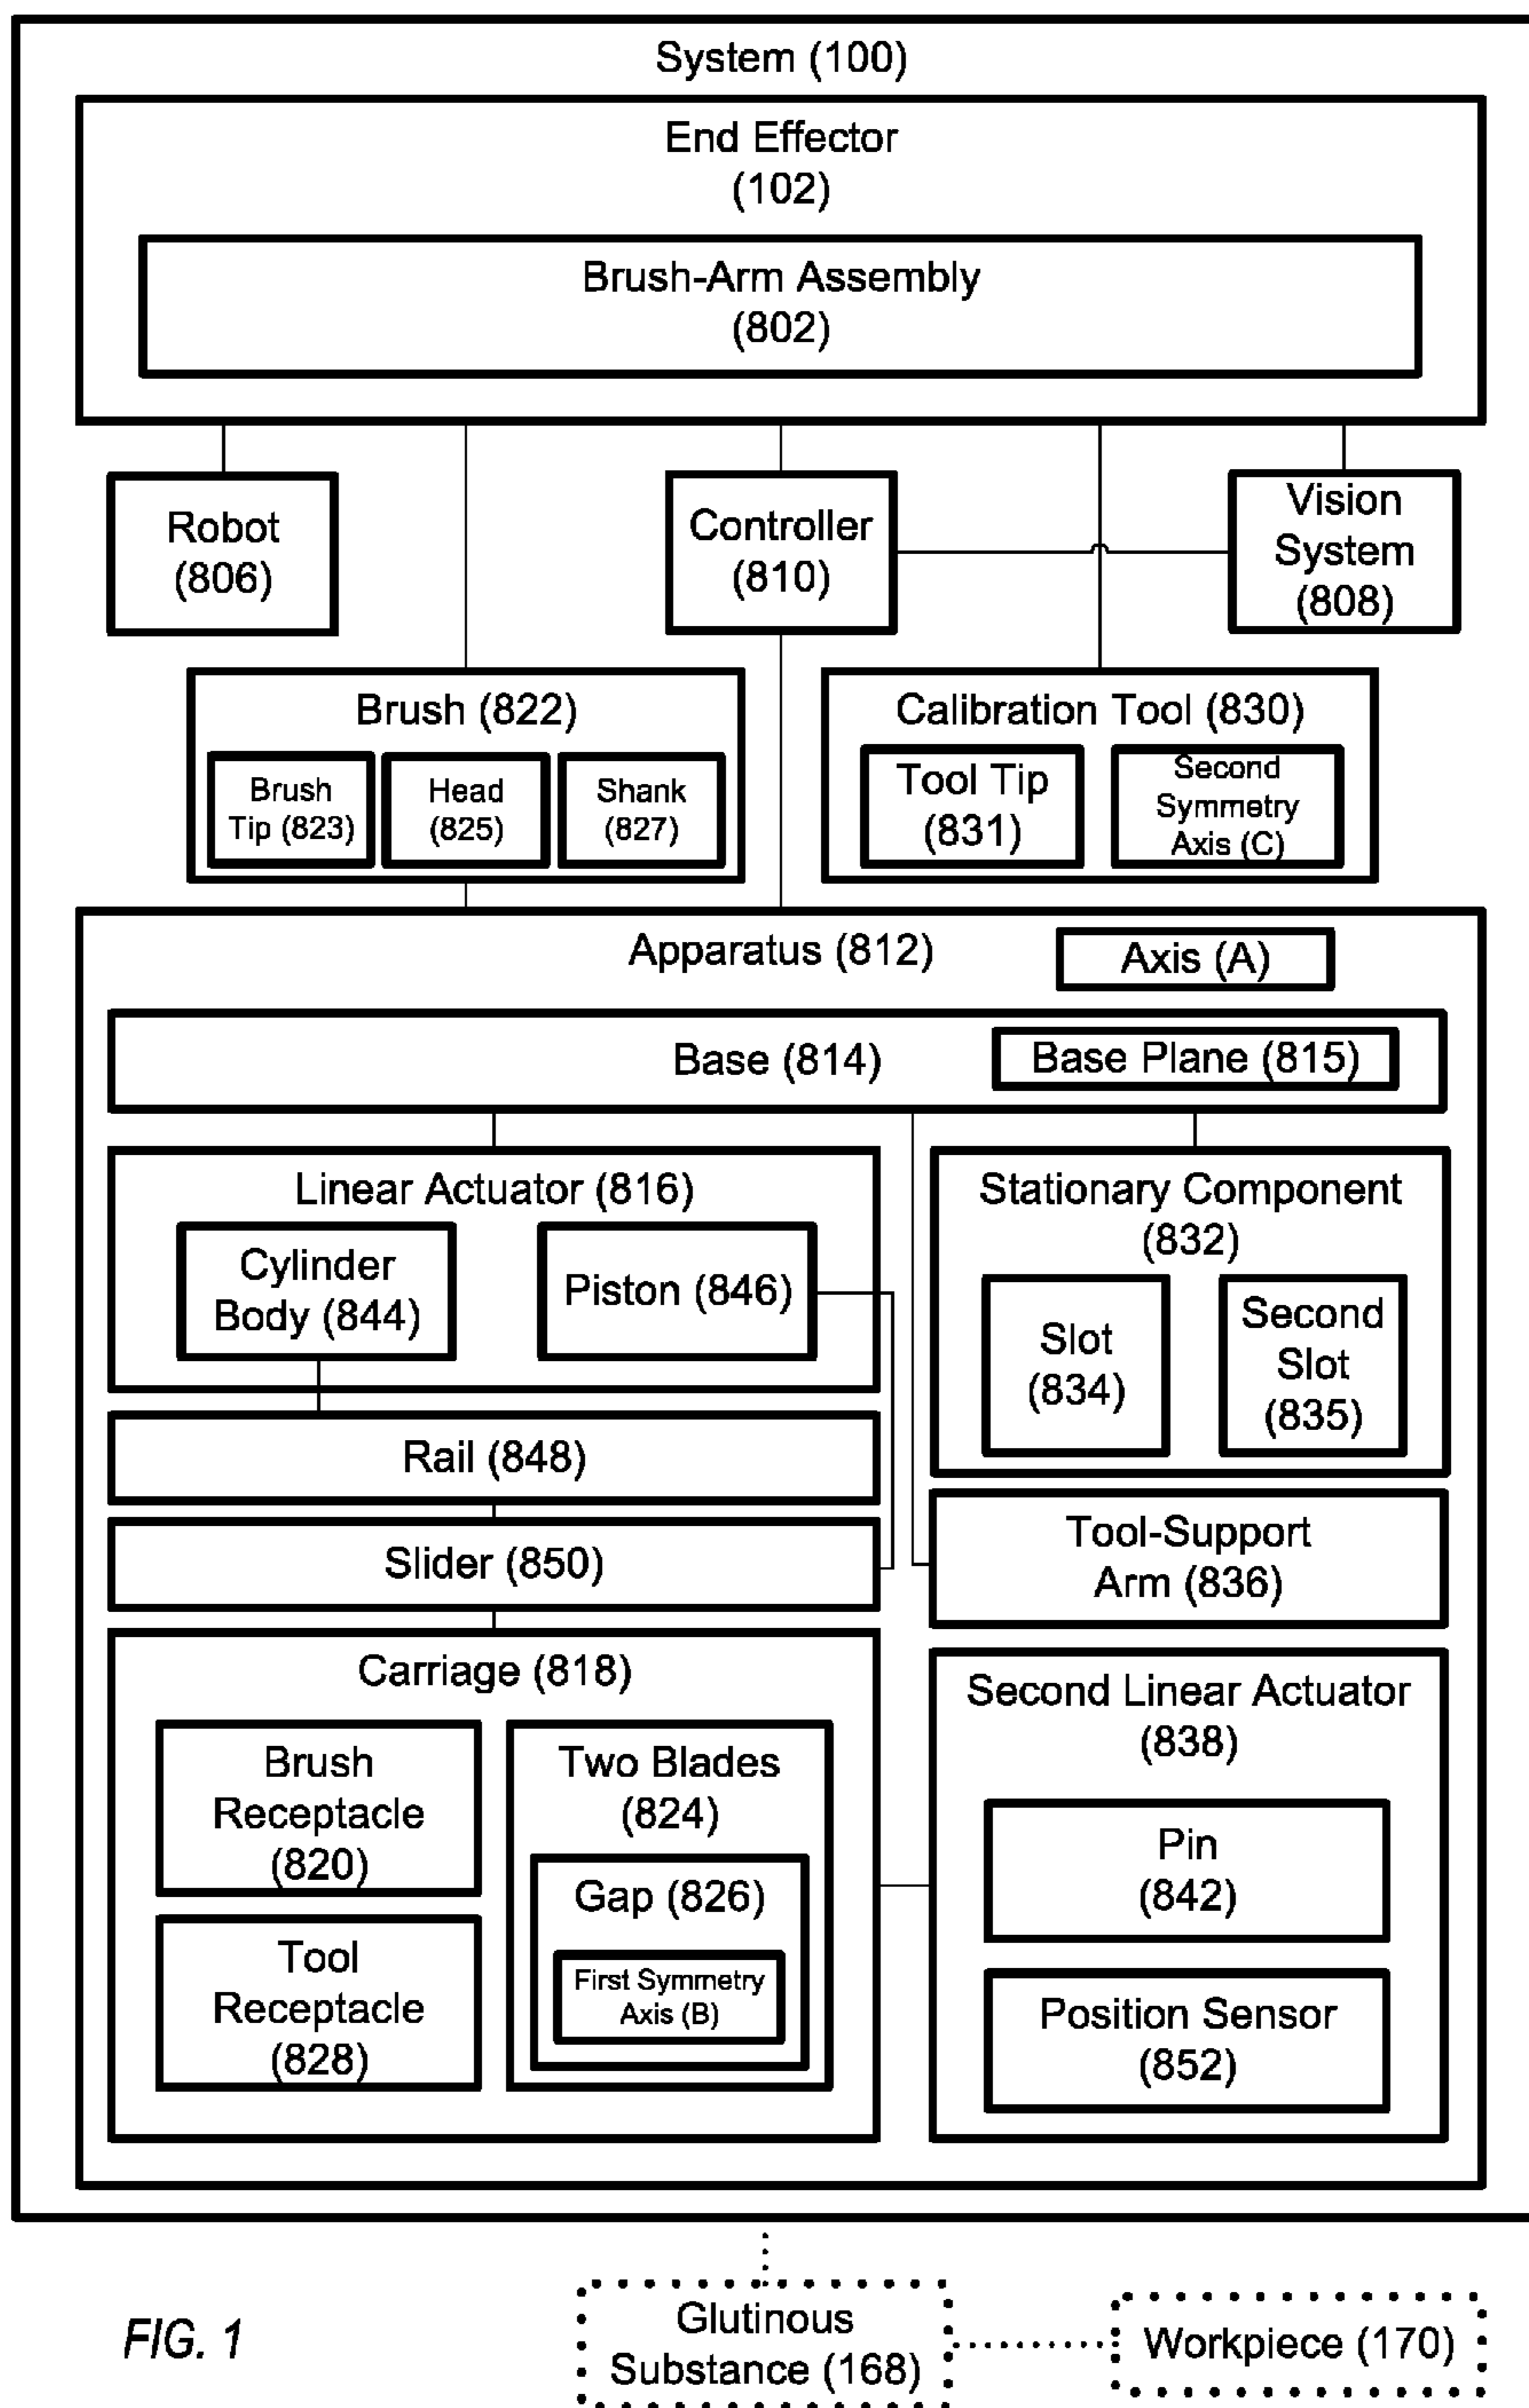 System (100)
End Effector
(102)
Brush-Arm Assembly
(802)
Robot
(806)
Controller
(810)
Vision
System
(808)
Brush (822)
Brush
Tip (823)
Head
(825)
Shank
(827)
Calibration Tool (830)
Tool Tip
(831)
Second
Symmetry
Axis (C)
Apparatus (812)
Axis (A)
Base (814)
Base Plane (815)
Linear Actuator (816)
Cylinder
Body (844)
Piston (846)
Stationary Component
(832)
Slot
(834)
Second
Slot
(835)
Rail (848)
Slider (850)
Tool-Support
Arm (836)
Carriage (818)
Brush
Receptacle
(820)
Two Blades
(824)
Gap (826)
First Symmetry
Axis (B)
Tool
Receptacle
(828)
Second Linear Actuator
(838)
Pin
(842)
Position Sensor
(852)
FIG. 1
Glutinous
Substance (168)
Workpiece (170)